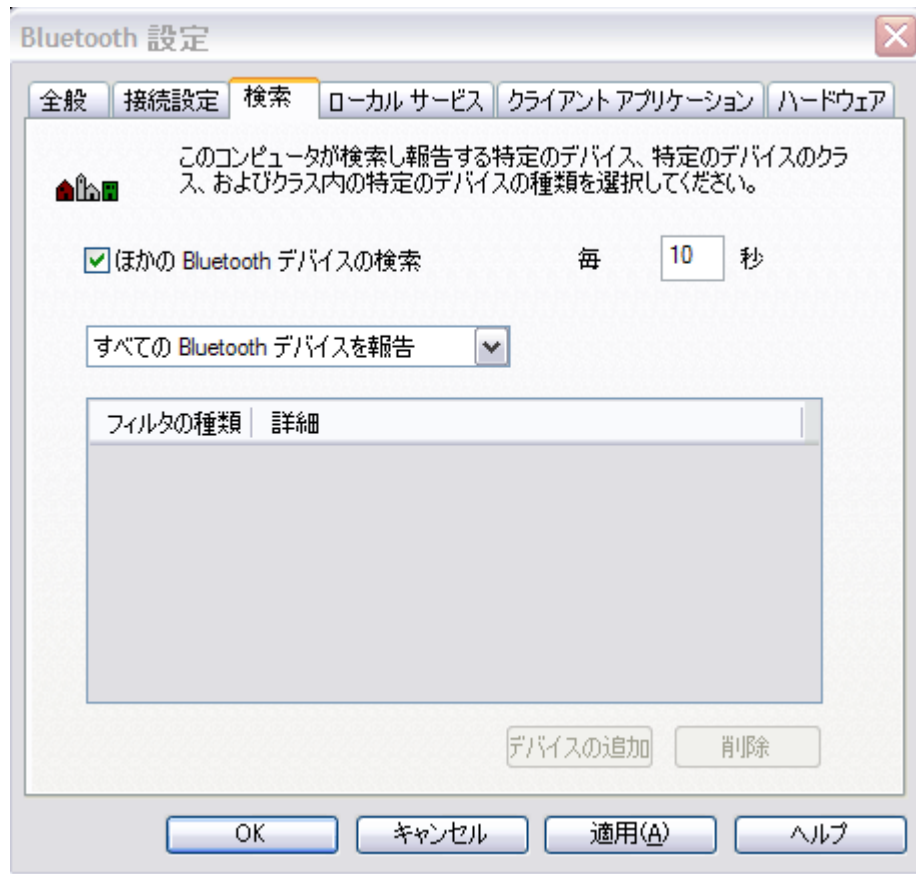 Bluetooth 設定
全般 接続設定 検索 ローカル サービス クライアント アプリケーション ハードウェア
このコンピュータが検索し報告する特定のデバイス、特定のデバイスのクラ
ス、およびクラス内の特定のデバイスの種類を選択してください。
ほかの Bluetooth デバイスの検索 毎 10 秒
すべての Bluetooth デバイスを報告
フィルタの種類 詳細
デバイスの追加 削除
OK キャンセル 適用(A) ヘルプ